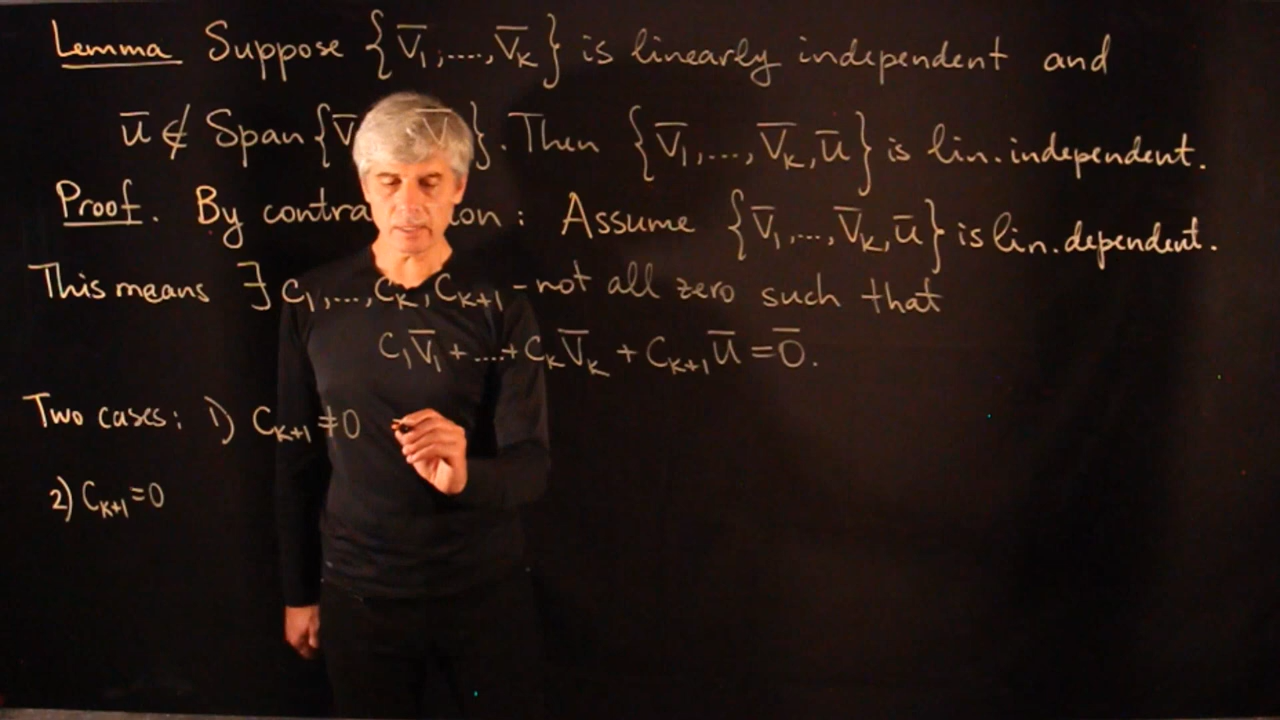 Lemma Suppose {v̅₁,....,v̅ₖ} is linearly independent and
u̅ ∉ Span{v̅ v̅ }. Then {v̅₁,...,v̅ₖ,u̅} is lin. independent.
Proof. By contra on: Assume {v̅₁,...,v̅ₖ,u̅} is lin. dependent.
This means ∃ c₁,...,cₖ,cₖ₊₁ - not all zero such that
c₁v̅₁ + ....+ cₖv̅ₖ + cₖ₊₁u̅ = 0̅.
Two cases: 1) cₖ₊₁ ≠ 0
2) cₖ₊₁ = 0